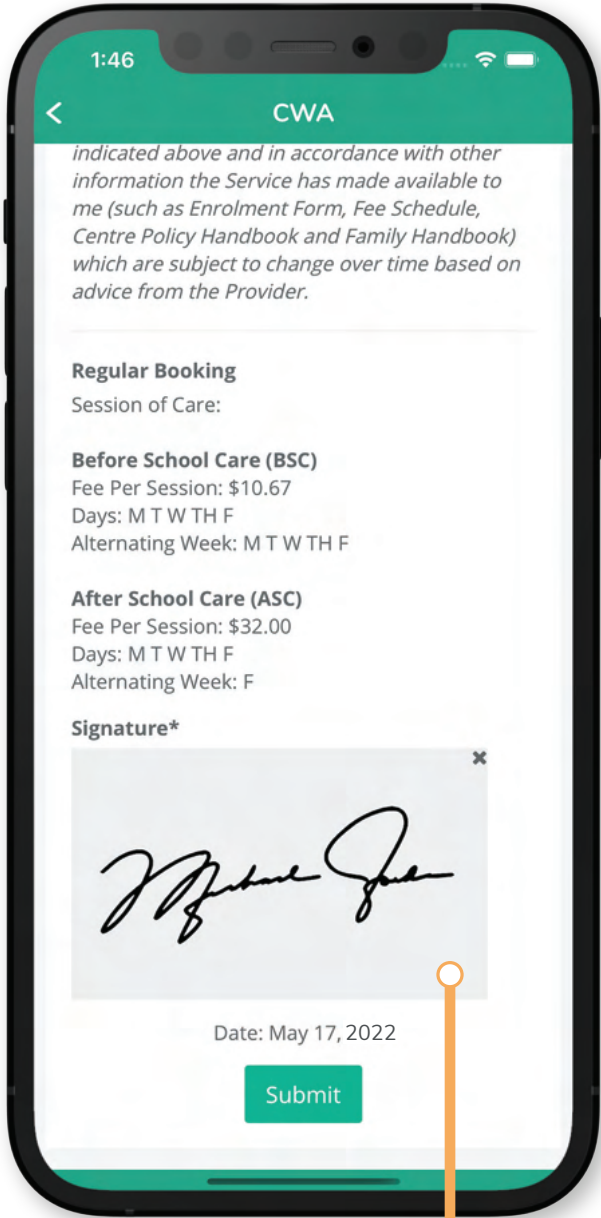 1:46
CWA
indicated above and in accordance with other
information the Service has made available to
me (such as Enrolment Form, Fee Schedule,
Centre Policy Handbook and Family Handbook)
which are subject to change over time based on
advice from the Provider.
Regular Booking
Session of Care:
Before School Care (BSC)
Fee Per Session: $10.67
Days: M T W TH F
Alternating Week: M T W TH F
After School Care (ASC)
Fee Per Session: $32.00
Days: M T W TH F
Alternating Week: F
Signature*
Date: May 17, 2022
Submit